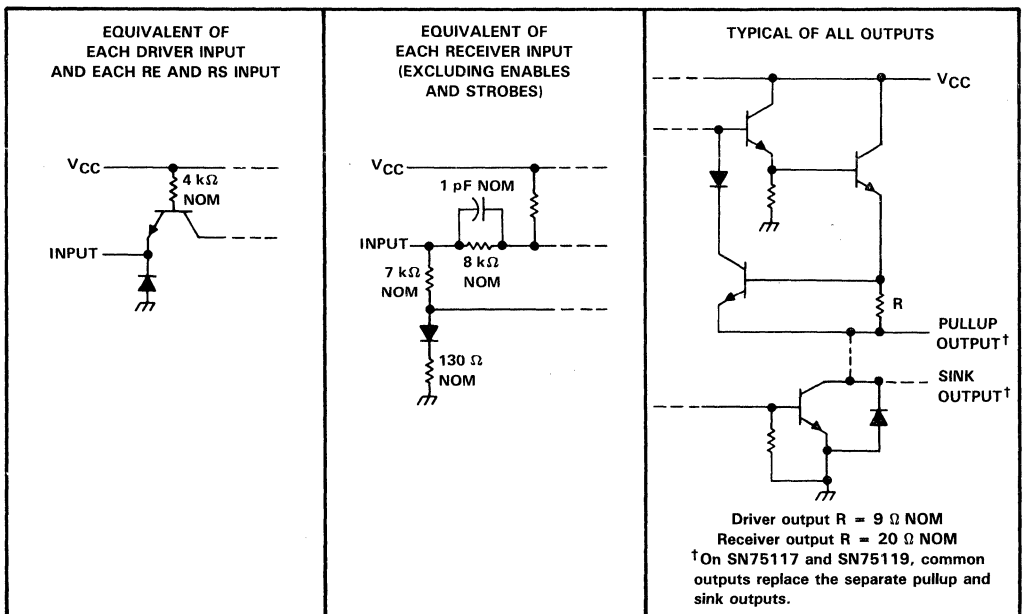 EQUIVALENT OF
EACH DRIVER INPUT
AND EACH RE AND RS INPUT
VCC
4 kΩ
NOM
INPUT
EQUIVALENT OF
EACH RECEIVER INPUT
(EXCLUDING ENABLES
AND STROBES)
VCC
1 pF NOM
INPUT
8 kΩ
NOM
7 kΩ
NOM
130 Ω
NOM
TYPICAL OF ALL OUTPUTS
VCC
R
PULLUP
OUTPUT†
SINK
OUTPUT†
Driver output R = 9 Ω NOM
Receiver output R = 20 Ω NOM
†On SN75117 and SN75119, common
outputs replace the separate pullup and
sink outputs.